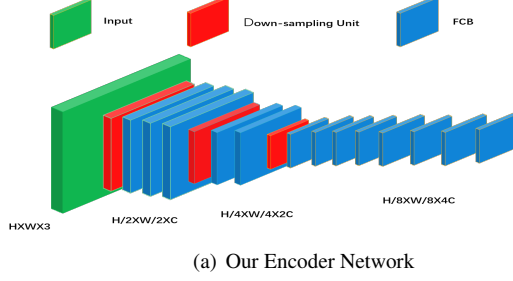 Input
Down-sampling Unit
FCB
HXWX3
H/2XW/2XC
H/4XW/4X2C
H/8XW/8X4C
(a) Our Encoder Network